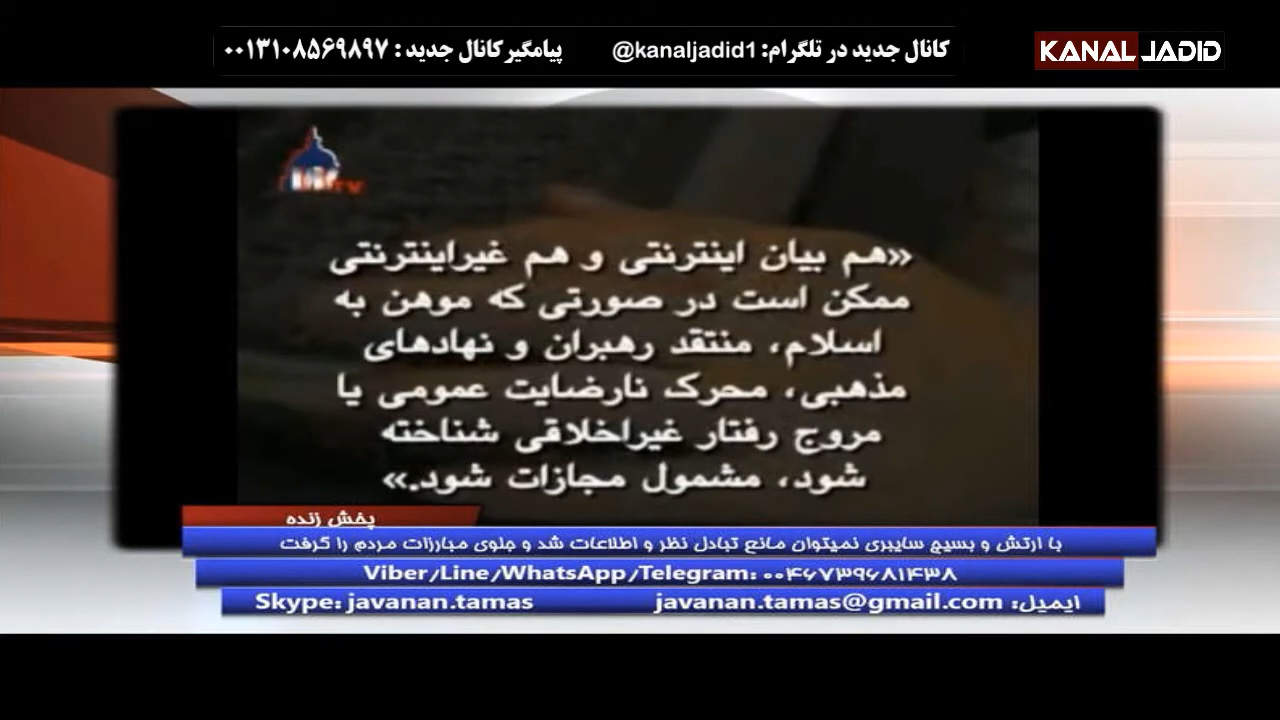 کانال جدید در تلگرام: @kanaljadid1 پیامگیر کانال جدید : ۰۰۱۳۱۰۸۵۶۹۸۹۷
KANAL JADID
«هم بیان اینترنتی و هم غیراینترنتی
ممکن است در صورتی که موهن به
اسلام، منتقد رهبران و نهادهای
مذهبی، محرک نارضایت عمومی یا
مروج رفتار غیراخلاقی شناخته
شود، مشمول مجازات شود.»
پخش زنده
با ارتش و بسیج سایبری نمیتوان مانع تبادل نظر و اطلاعات شد و جلوی مبارزات مردم را گرفت
Viber/Line/WhatsApp/Telegram: ۰۰۴۶۷۳۹۶۸۱۴۳۸
ایمیل: javanan.tamas@gmail.com Skype: javanan.tamas